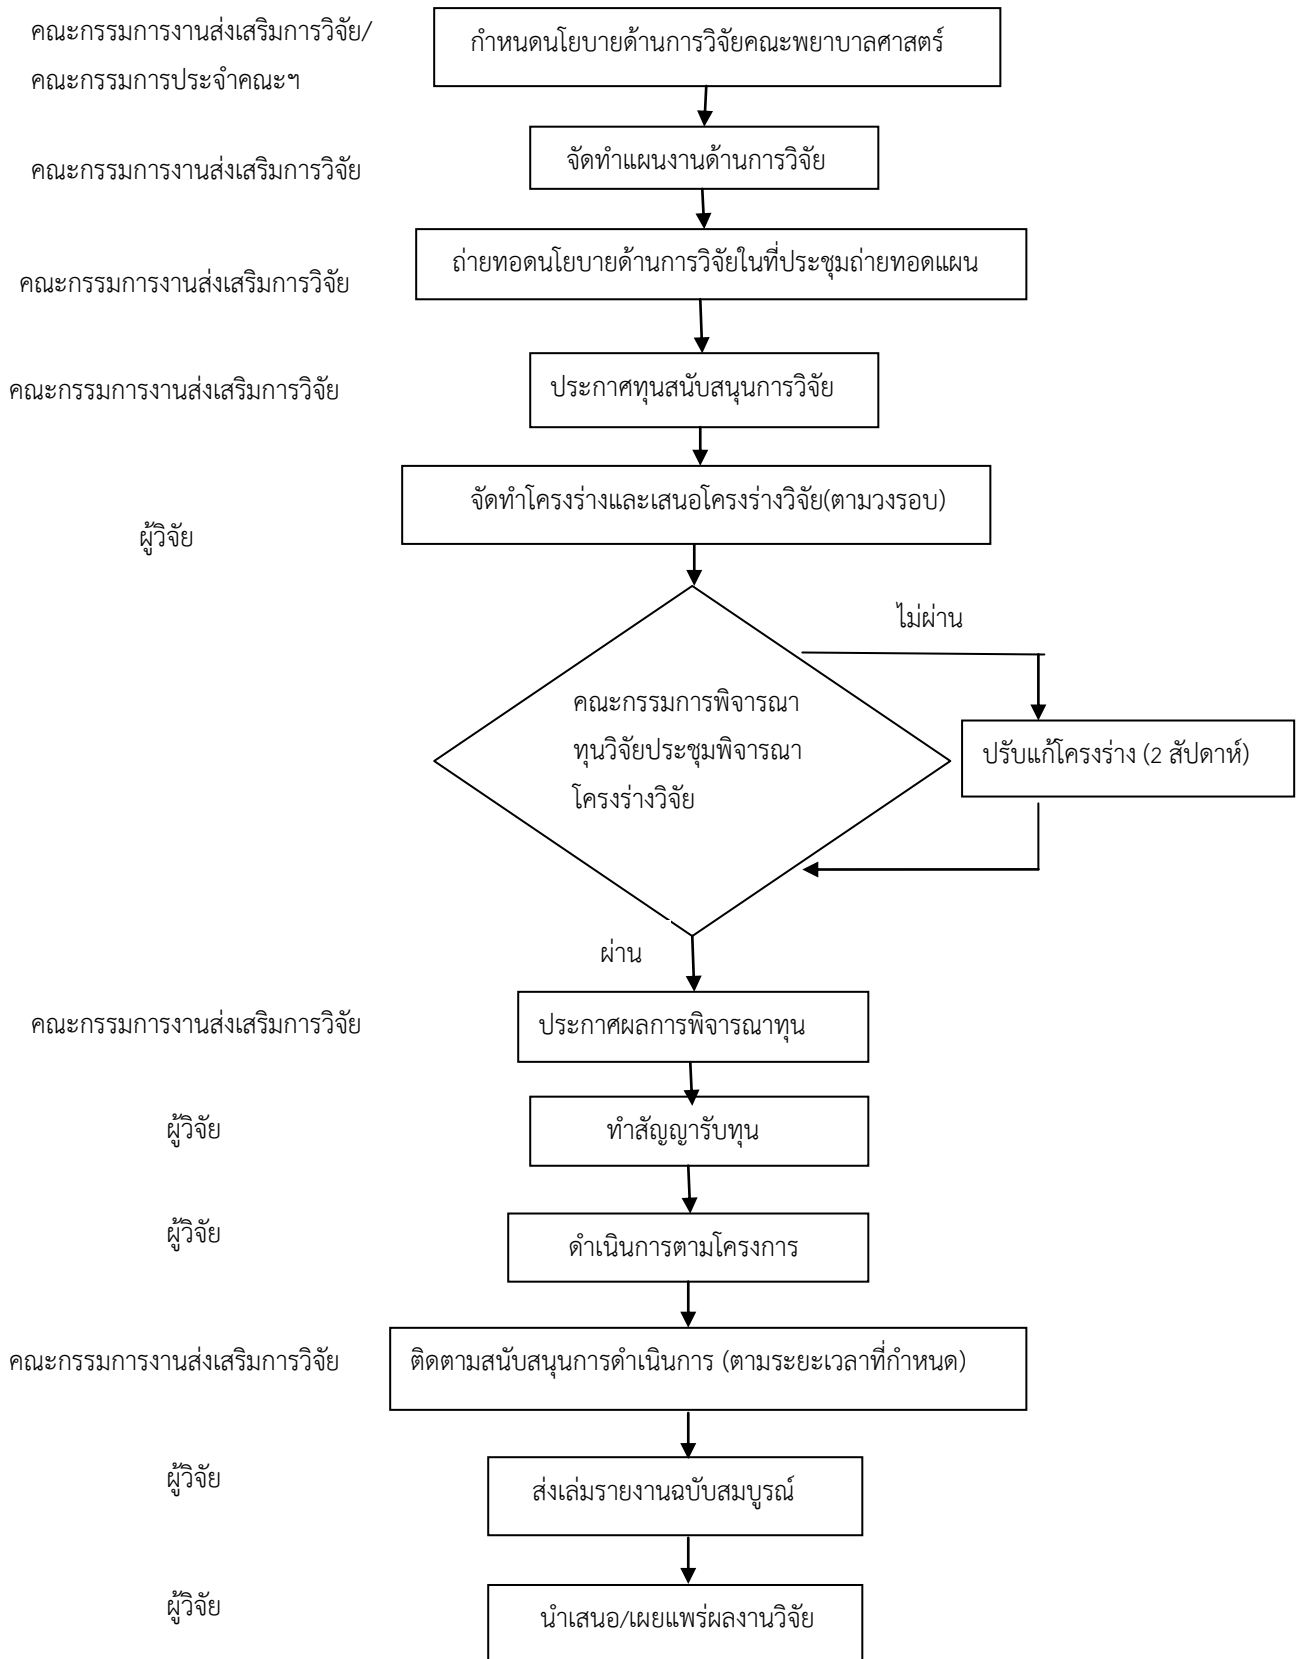 คณะกรรมการงานส่งเสริมการวิจัย/
คณะกรรมการประจำคณะฯ
กำหนดนโยบายด้านการวิจัยคณะพยาบาลศาสตร์
คณะกรรมการงานส่งเสริมการวิจัย
จัดทำแผนงานด้านการวิจัย
คณะกรรมการงานส่งเสริมการวิจัย
ถ่ายทอดนโยบายด้านการวิจัยในที่ประชุมถ่ายทอดแผน
คณะกรรมการงานส่งเสริมการวิจัย
ประกาศทุนสนับสนุนการวิจัย
ผู้วิจัย
จัดทำโครงร่างและเสนอโครงร่างวิจัย(ตามวงรอบ)
ไม่ผ่าน
คณะกรรมการพิจารณา
ทุนวิจัยประชุมพิจารณา
โครงร่างวิจัย
ปรับแก้โครงร่าง (2 สัปดาห์)
ผ่าน
คณะกรรมการงานส่งเสริมการวิจัย
ประกาศผลการพิจารณาทุน
ผู้วิจัย
ทำสัญญารับทุน
ผู้วิจัย
ดำเนินการตามโครงการ
คณะกรรมการงานส่งเสริมการวิจัย
ติดตามสนับสนุนการดำเนินการ (ตามระยะเวลาที่กำหนด)
ผู้วิจัย
ส่งเล่มรายงานฉบับสมบูรณ์
ผู้วิจัย
นำเสนอ/เผยแพร่ผลงานวิจัย